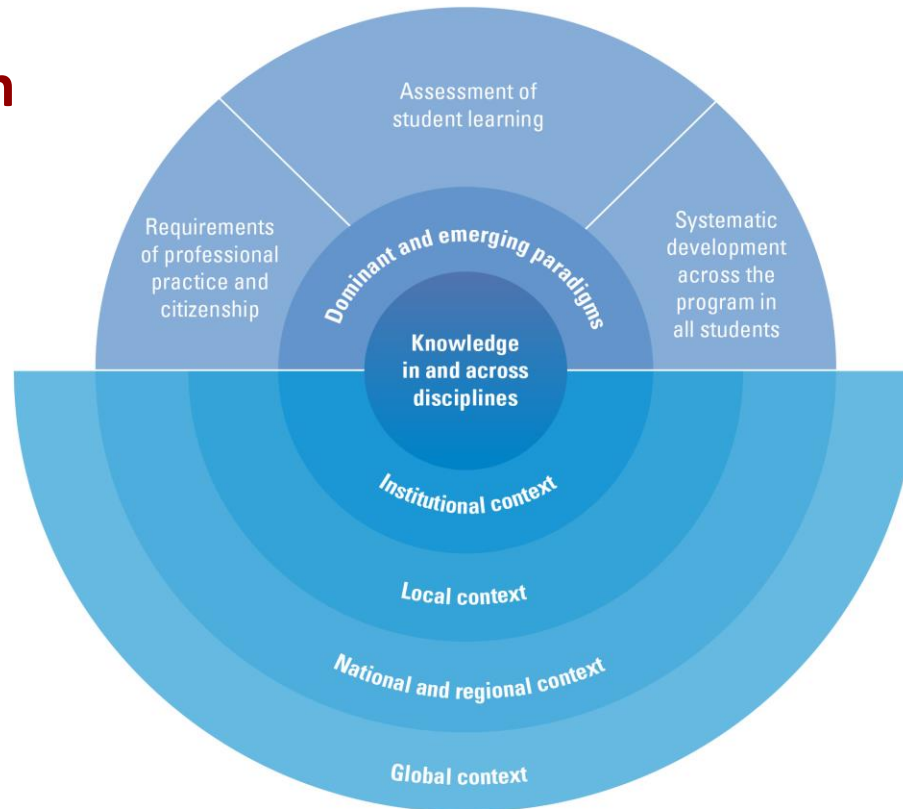 n
Assessment of
student learning
Requirements
of professional
practice and
citizenship
Dominant and emerging paradigms
Systematic
development
across the
program in
all students
Knowledge
in and across
disciplines
Institutional context
Local context
National and regional context
Global context